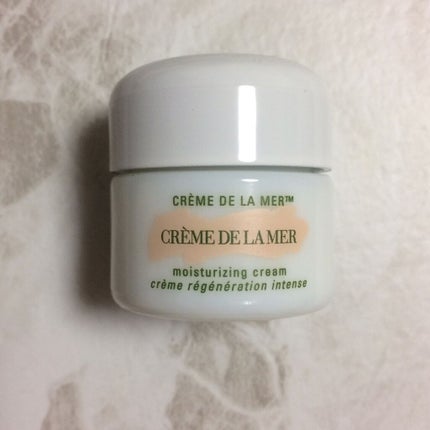 CRÈME DE LA MER™
CRÈME DE LA MER
moisturizing cream
crème régénération intense